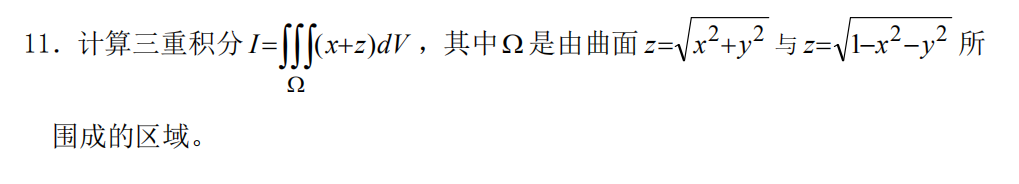 11．计算三重积分 I=∭(x+z)dV ，其中 Ω 是由曲面 z=√x²+y² 与 z=√1−x²−y² 所
Ω
围成的区域。